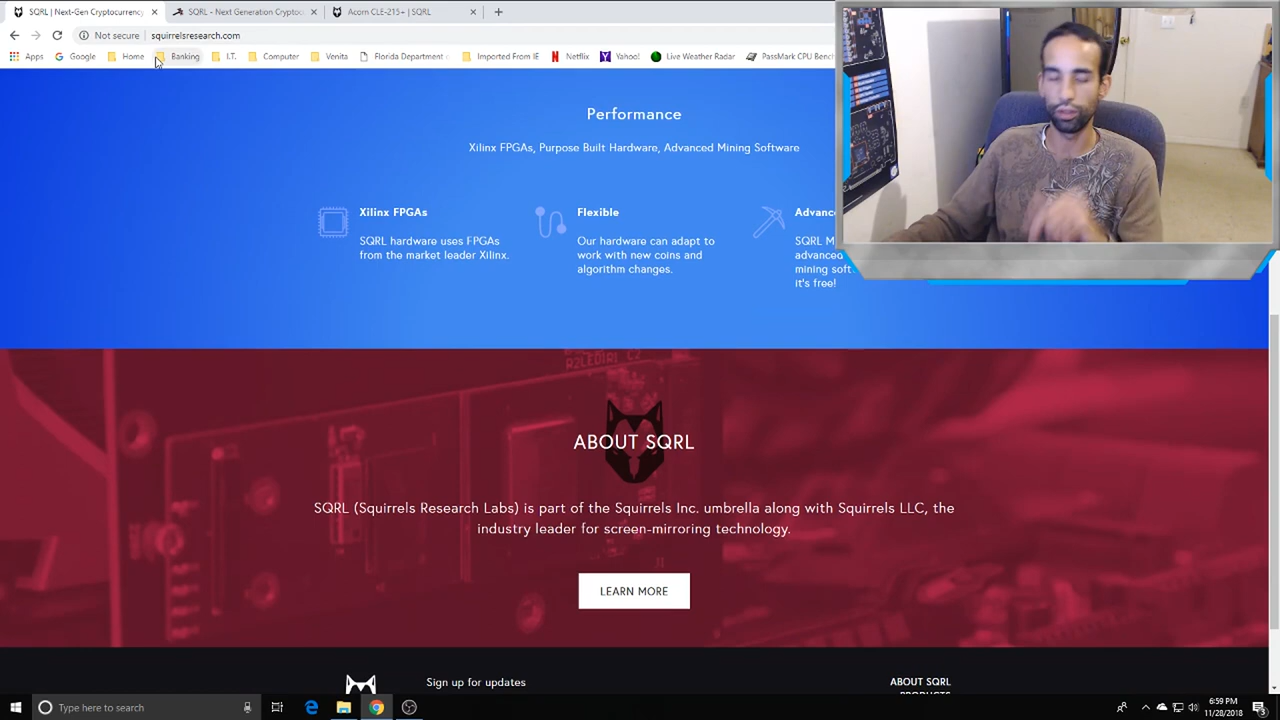 SQRL | Next-Gen Cryptocurrency
SQRL - Next Generation Cryptoc
Acorn CLE-215+ | SQRL
Not secure
squirrelsresearch.com
Apps
Google
Home
Banking
I.T.
Computer
Venita
Florida Department
Imported From IE
Netflix
Yahoo!
Live Weather Radar
PassMark CPU Bench
Performance
Xilinx FPGAs, Purpose Built Hardware, Advanced Mining Software
Xilinx FPGAs
SQRL hardware uses FPGAs
from the market leader Xilinx.
Flexible
Our hardware can adapt to
work with new coins and
algorithm changes.
Advance
SQRL M
advanced
mining soft
it's free!
ABOUT SQRL
SQRL (Squirrels Research Labs) is part of the Squirrels Inc. umbrella along with Squirrels LLC, the
industry leader for screen-mirroring technology.
LEARN MORE
Sign up for updates
ABOUT SQRL
PRODUCTS
Type here to search
6:59 PM
11/28/2018